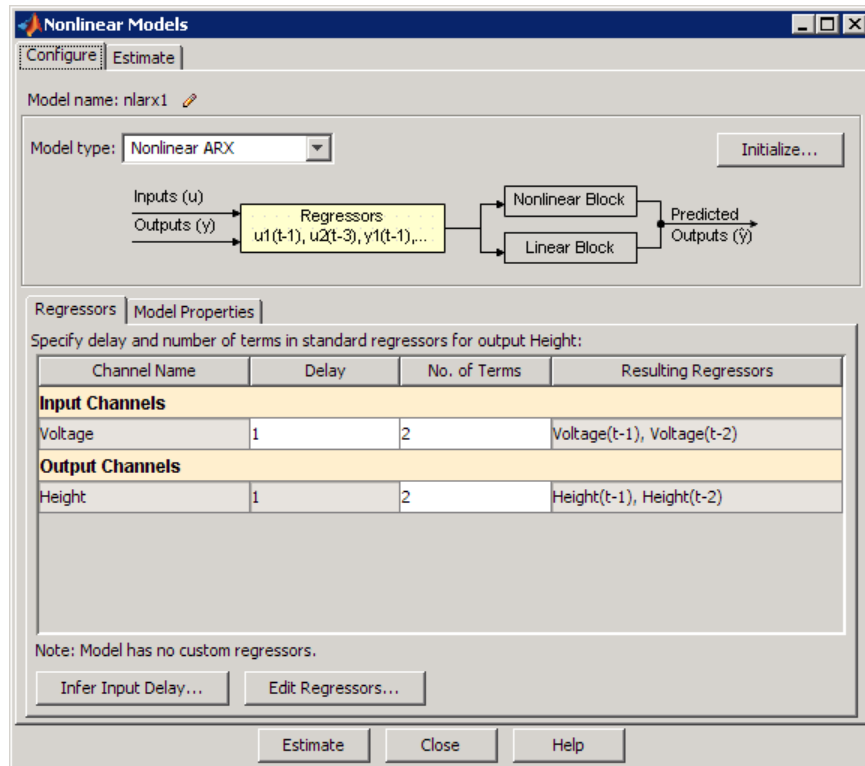 Nonlinear Models
Configure Estimate
Model name: nlarx1
Model type: Nonlinear ARX Initialize...
Inputs (u)
Outputs (y)
Regressors
u1(t-1), u2(t-3), y1(t-1),...
Nonlinear Block
Linear Block
Predicted
Outputs (ŷ)
Regressors Model Properties
Specify delay and number of terms in standard regressors for output Height:
Channel Name Delay No. of Terms Resulting Regressors
Input Channels
Voltage 1 2 Voltage(t-1), Voltage(t-2)
Output Channels
Height 1 2 Height(t-1), Height(t-2)
Note: Model has no custom regressors.
Infer Input Delay... Edit Regressors...
Estimate Close Help